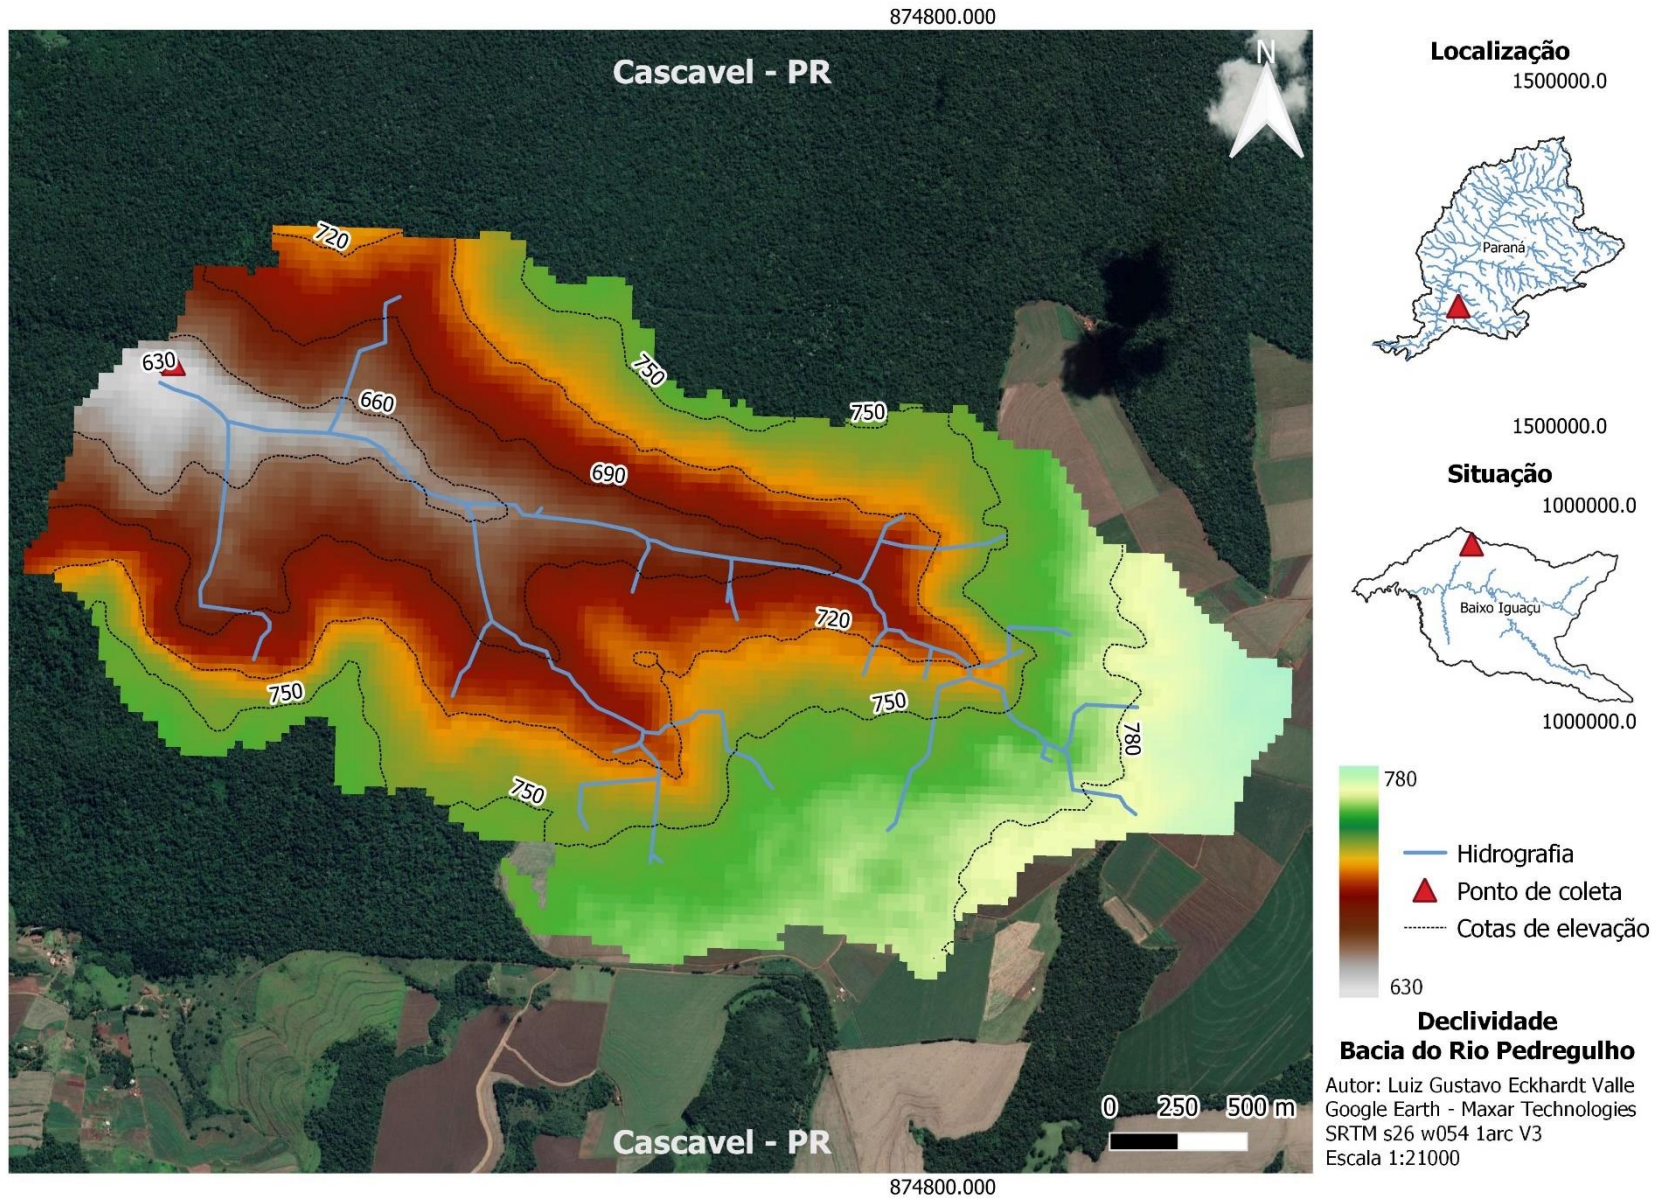 874800.000
Cascavel - PR
N
720
630
660
750
750
690
720
750
750
780
750
0 250 500 m
Cascavel - PR
874800.000
Localização
1500000.0
Paraná
1500000.0
Situação
1000000.0
Baixo Iguaçu
1000000.0
780
630
Hidrografia
Ponto de coleta
Cotas de elevação
Declividade
Bacia do Rio Pedregulho
Autor: Luiz Gustavo Eckhardt Valle
Google Earth - Maxar Technologies
SRTM s26 w054 1arc V3
Escala 1:21000